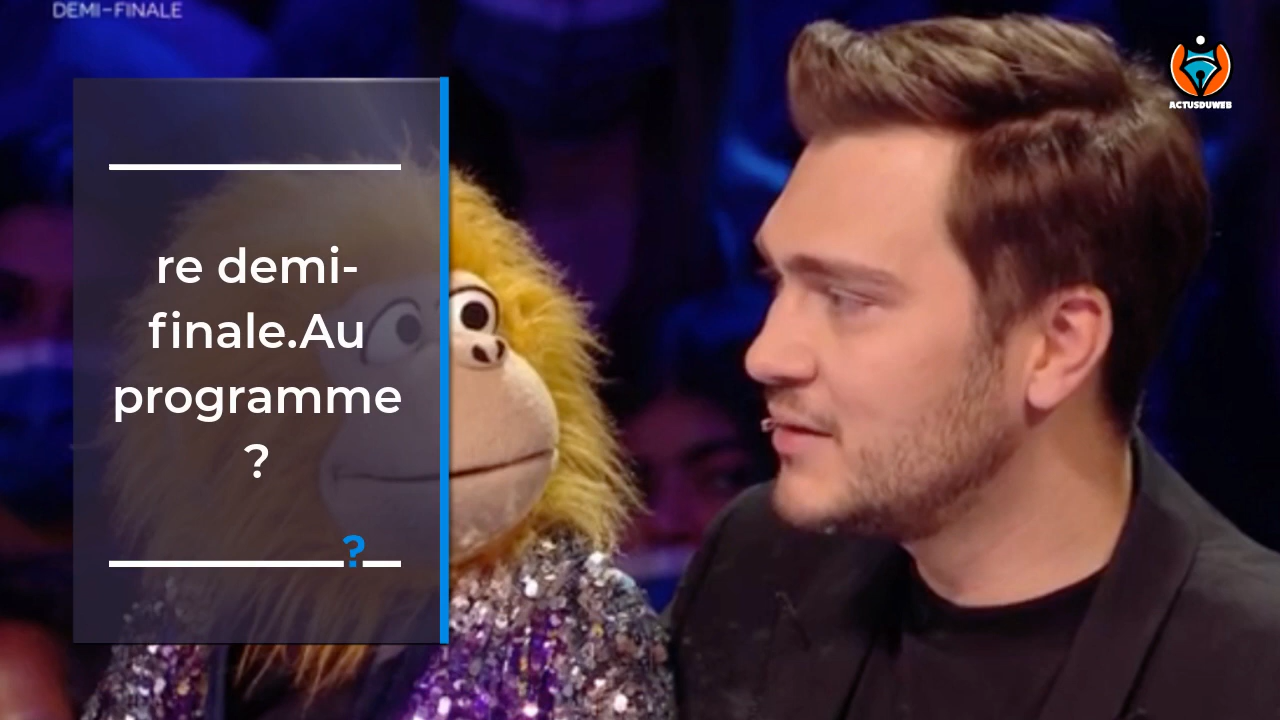 DEMI-FINALE
ACTUSDUWEB
re demi-
finale.Au
programme
?
?